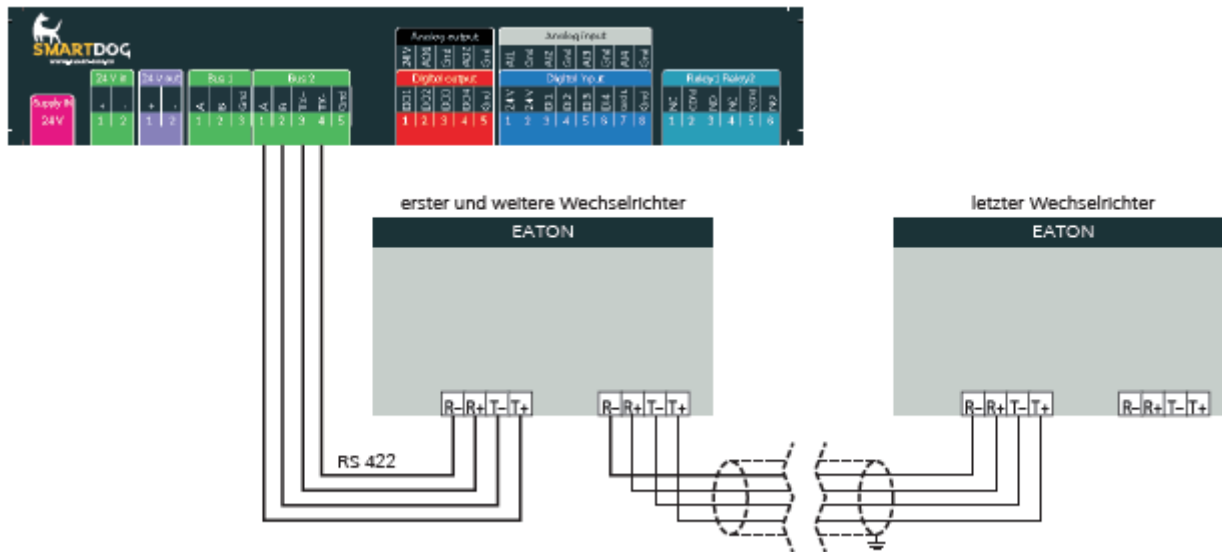 SMARTDOG
Analog output
Analog input
24V AO1 Gnd AO2 Gnd
AI1 Gnd AI2 Gnd AI3 Gnd AI4 Gnd
24 V in
24 V out
Bus 1
Bus 2
Digital output
Digital input
Relay1 Relay2
Supply IN
24V
+ -
+ -
A B Gnd
A B TX+ TX- Gnd
DO1 DO2 DO3 DO4 Gnd
24 V 24 V DI1 DI2 DI3 DI4 Gnd
NC NO NC NO
1 2
1 2
1 2 3
1 2 3 4 5
1 2 3 4 5
1 2 3 4 5 6 7 8
1 2 3 4 5 6
erster und weitere Wechselrichter
letzter Wechselrichter
EATON
EATON
R- R+ T- T+
R- R+ T- T+
R- R+ T- T+
R- R+ T- T+
RS 422